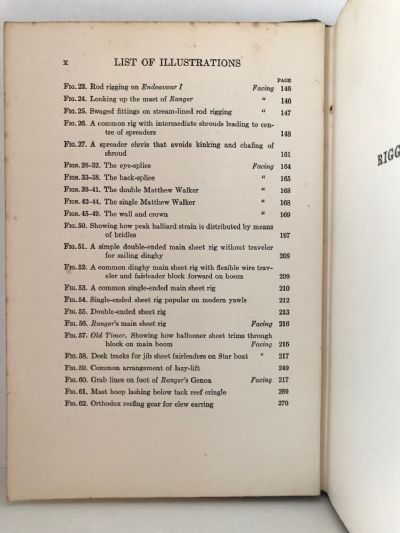 x LIST OF ILLUSTRATIONS
PAGE
FIG. 23. Rod rigging on Endeavour I Facing 146
FIG. 24. Looking up the mast of Ranger " 146
FIG. 25. Swaged fittings on stream-lined rod rigging " 147
FIG. 26. A common rig with intermediate shrouds leading to cen-
tre of spreaders 148
FIG. 27. A spreader clevis that avoids kinking and chafing of
shroud 161
FIGS. 28-32. The eye-splice Facing 164
FIGS. 33-38. The back-splice " 165
FIGS. 39-41. The double Matthew Walker " 168
FIGS. 42-44. The single Matthew Walker " 168
FIGS. 45-49. The wall and crown " 169
FIG. 50. Showing how peak halliard strain is distributed by means
of bridles 197
FIG. 51. A simple double-ended main sheet rig without traveler
for sailing dinghy 208
FIG. 52. A common dinghy main sheet rig with flexible wire trav-
eler and fairleader block forward on boom 209
FIG. 53. A common single-ended main sheet rig 210
FIG. 54. Single-ended sheet rig popular on modern yawls 212
FIG. 55. Double-ended sheet rig 213
FIG. 56. Ranger's main sheet rig Facing 216
FIG. 57. Old Timer. Showing how ballooner sheet trims through
block on main boom Facing 216
FIG. 58. Deck tracks for jib sheet fairleaders on Star boat " 217
FIG. 59. Common arrangement of lazy-lift 249
FIG. 60. Grab lines on foot of Ranger's Genoa Facing 217
FIG. 61. Mast hoop lashing below tack reef cringle 269
FIG. 62. Orthodox reefing gear for clew earring 270
RIGG